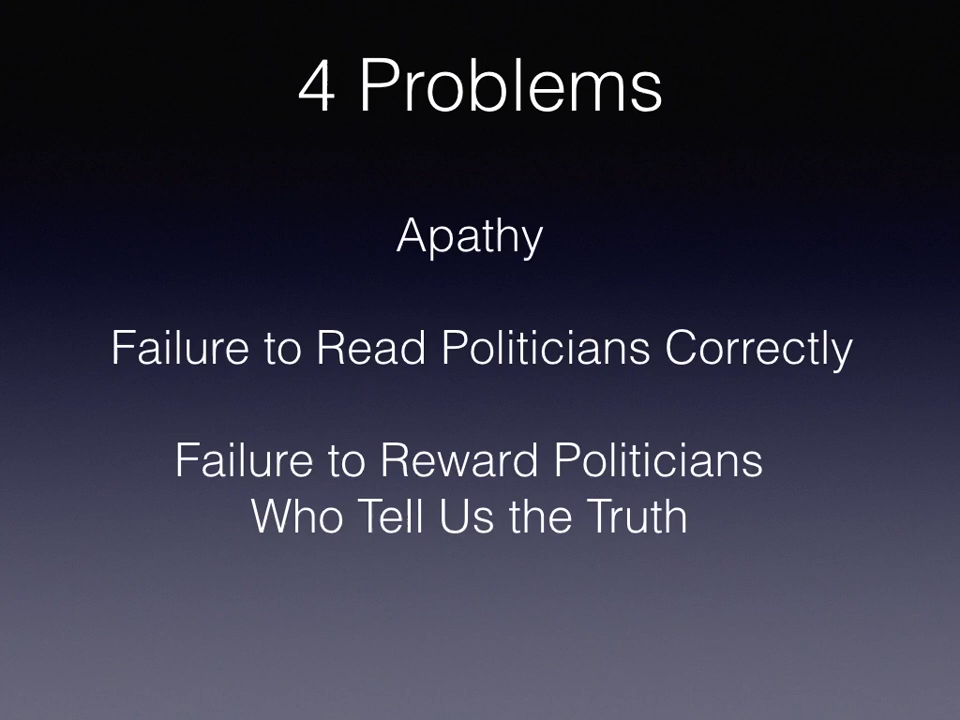 4 Problems
Apathy
Failure to Read Politicians Correctly
Failure to Reward Politicians
Who Tell Us the Truth